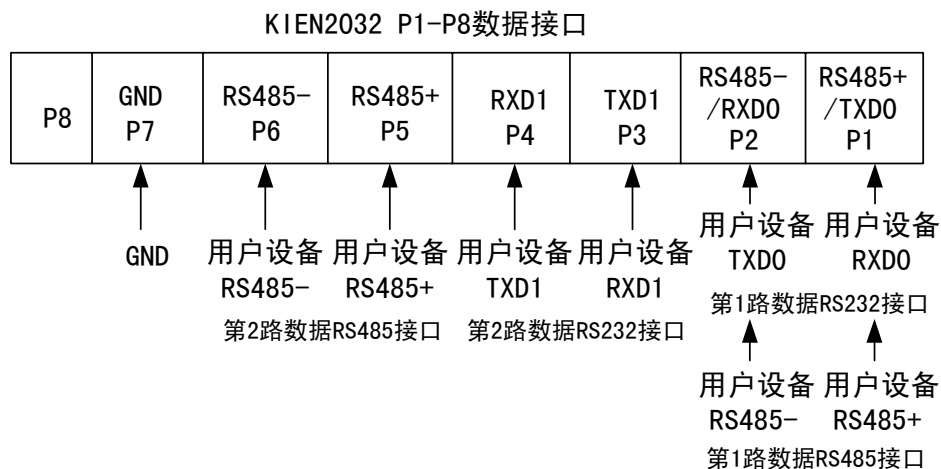 KIEN2032 P1-P8数据接口
P8
GND
P7
RS485-
P6
RS485+
P5
RXD1
P4
TXD1
P3
RS485-
/RXD0
P2
RS485+
/TXD0
P1
GND
用户设备
RS485-
用户设备
RS485+
第2路数据RS485接口
用户设备
TXD1
用户设备
RXD1
第2路数据RS232接口
用户设备
TXD0
用户设备
RXD0
第1路数据RS232接口
用户设备
RS485-
用户设备
RS485+
第1路数据RS485接口